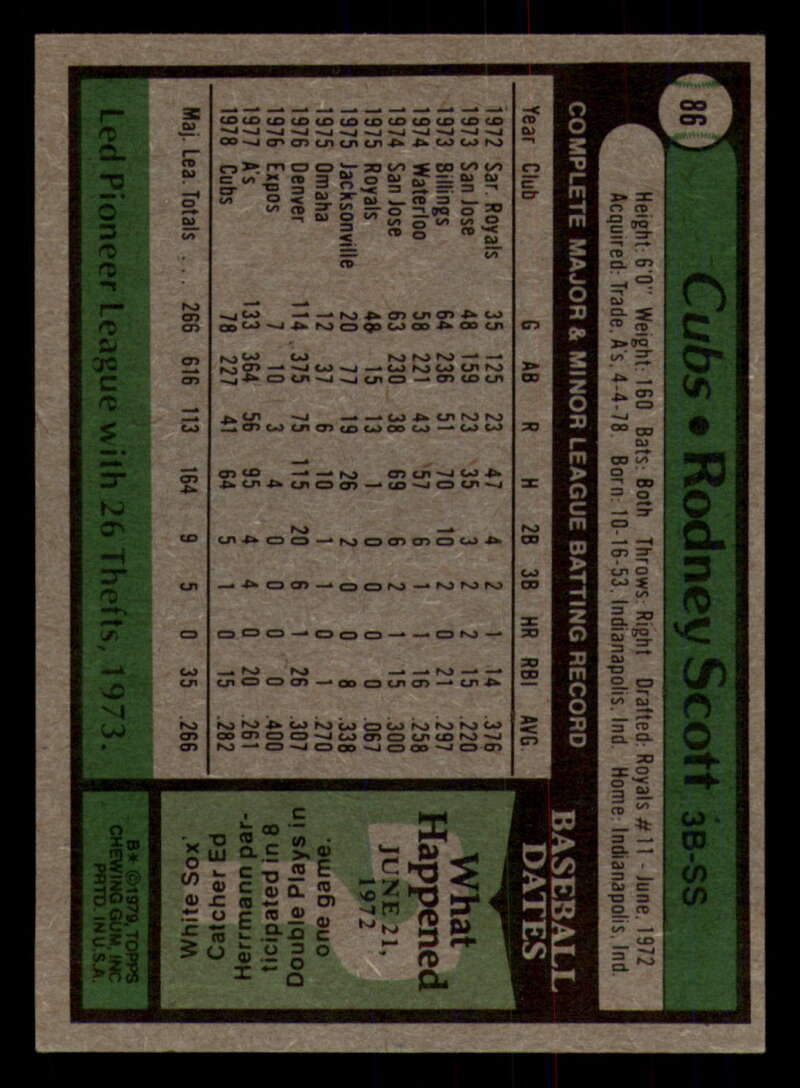 86
Cubs • Rodney Scott 3B-SS
Height: 6'0" Weight: 160 Bats: Both Throws: Right Drafted: Royals #11 - June, 1972
Acquired: Trade, A's, 4-4-78. Born: 10-16-53, Indianapolis, Ind. Home: Indianapolis, Ind.
COMPLETE MAJOR & MINOR LEAGUE BATTING RECORD
Year Club G AB R H 2B 3B HR RBI AVG.
1972 Sar. Royals 35 125 23 47 4 2 1 14 .376
1973 San Jose 48 159 23 35 3 2 2 15 .220
1973 Billings 64 236 51 70 10 2 0 21 .297
1974 Waterloo 58 221 43 57 6 1 1 16 .258
1974 San Jose 63 230 38 69 6 2 1 15 .300
1975 Royals 48 15 13 1 0 0 0 0 .067
1975 Jacksonville 20 77 19 26 2 0 0 8 .338
1975 Omaha 12 37 6 10 1 1 0 1 .270
1976 Denver 114 375 75 115 20 6 1 26 .307
1976 Expos 7 10 3 4 0 0 0 0 .400
1977 A's 133 364 56 95 4 4 0 20 .261
1978 Cubs 78 227 41 64 5 1 0 15 .282
Maj. Lea. Totals . . . 266 616 113 164 9 5 0 35 .266
Led Pioneer League with 26 Thefts, 1973.
BASEBALL
DATES
What
Happened
JUNE 21,
1972
White Sox'
Catcher Ed
Herrmann par-
ticipated in 8
Double Plays in
one game.
B* ©1979, TOPPS
CHEWING GUM, INC
PRTD. IN U.S.A.